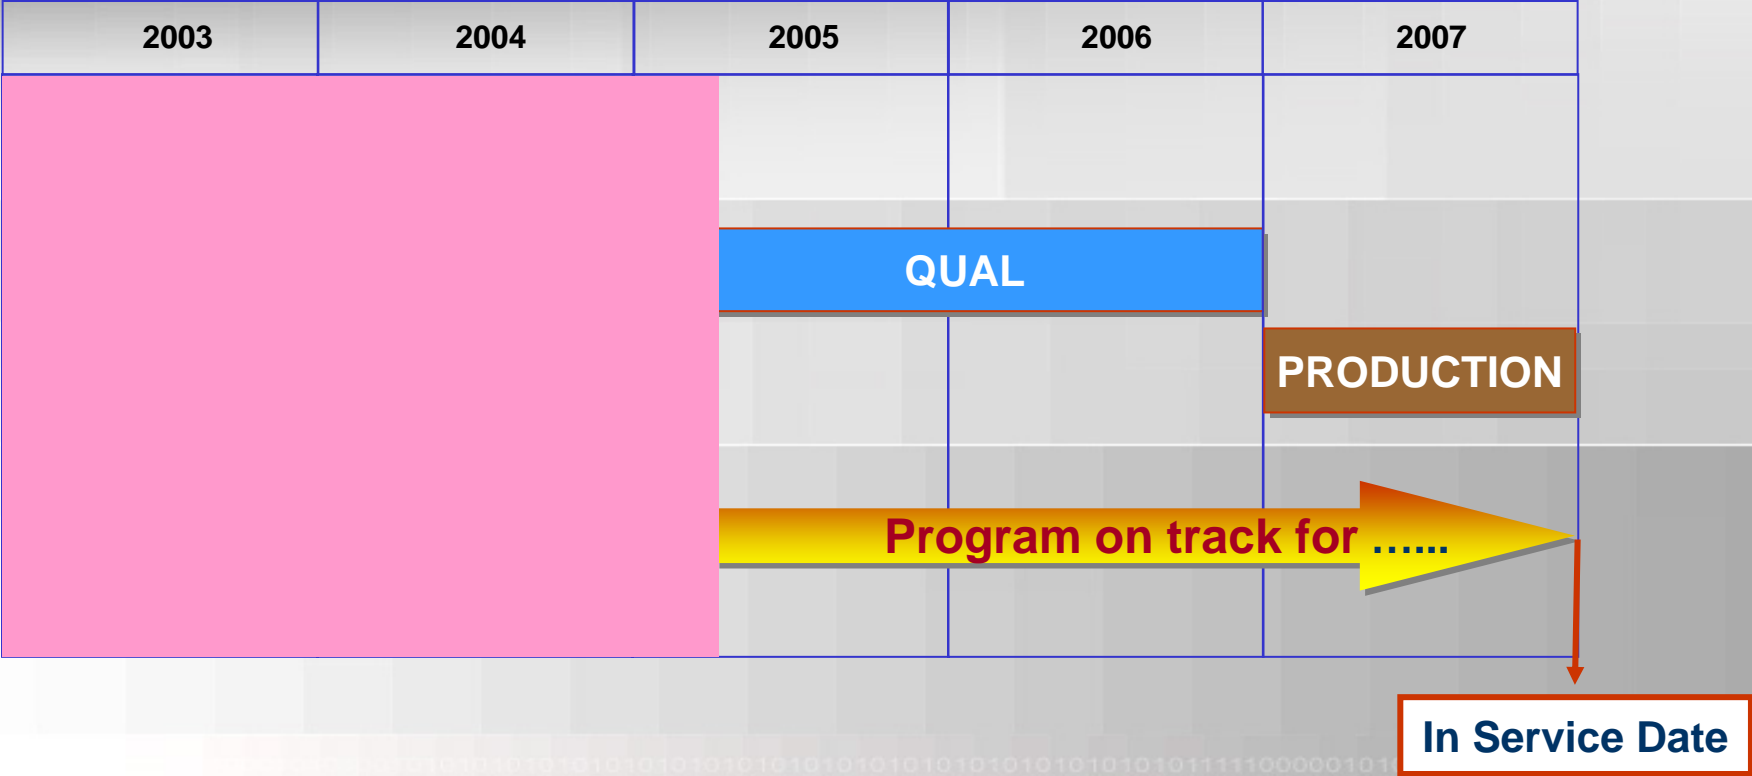 2003 2004 2005 2006 2007
QUAL
PRODUCTION
Program on track for …...
In Service Date